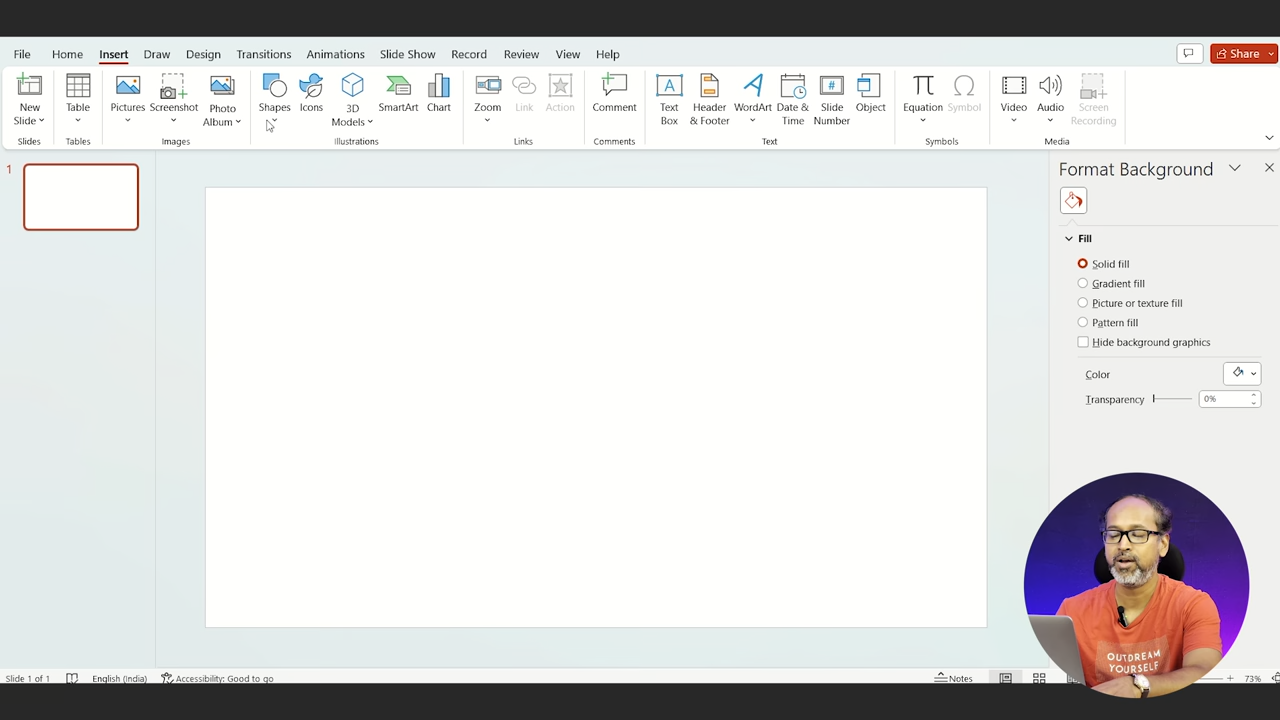 File Home Insert Draw Design Transitions Animations Slide Show Record Review View Help Share
New Slide Table Pictures Screenshot Photo Album Shapes Icons 3D Models SmartArt Chart Zoom Link Action Comment Text Box Header & Footer WordArt Date & Time Slide Number # Object Equation π Symbol Ω Video Audio Screen Recording
Slides Tables Images Illustrations Links Comments Text Symbols Media
1
Format Background
Fill
Solid fill
Gradient fill
Picture or texture fill
Pattern fill
Hide background graphics
Color
Transparency 0%
OUTDREAM
YOURSELF
Slide 1 of 1 English (India) Accessibility: Good to go Notes 73%